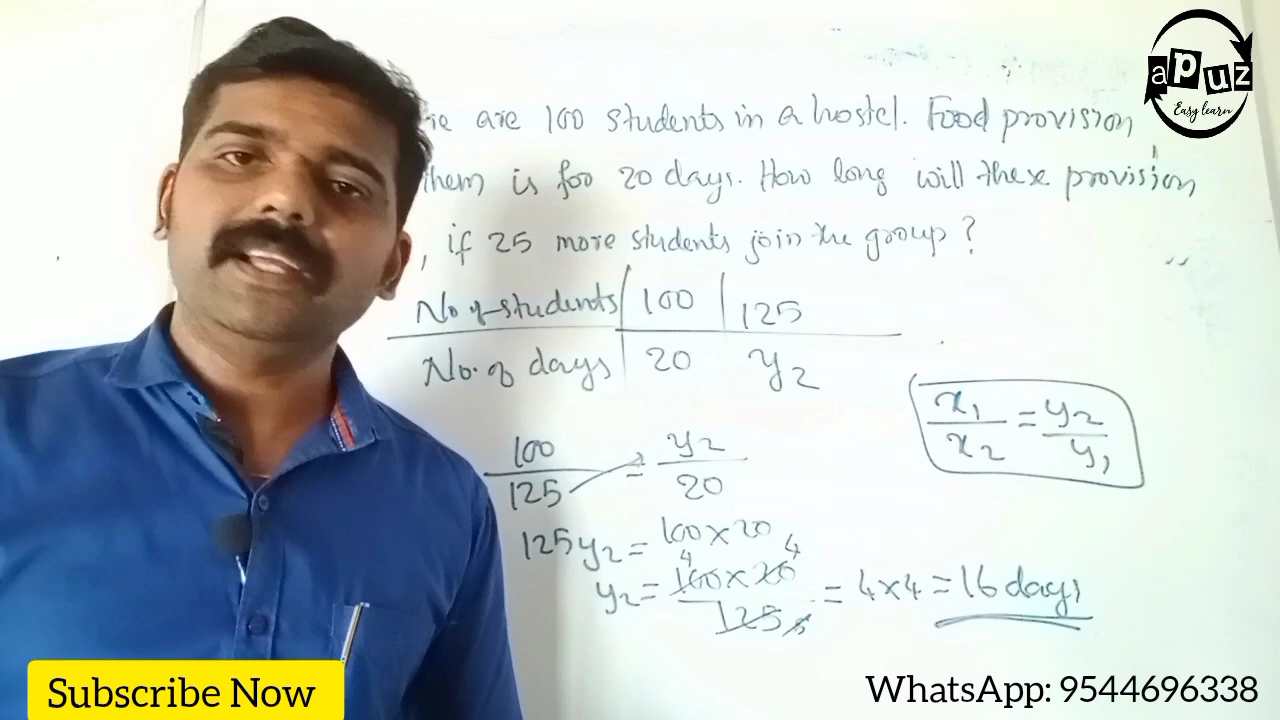 apuz
Easy learn
re are 100 students in a hostel. Food provision
them is for 20 days. How long will these provision
, if 25 more students join the group?
No of students 100 125
No. of days 20 y2
x1/x2 = y2/y1
100/125 = y2/20
125y2 = 100 x 20
y2 = 100 x 20 / 125 = 4x4 = 16 days
4 4
5
Subscribe Now
WhatsApp: 9544696338